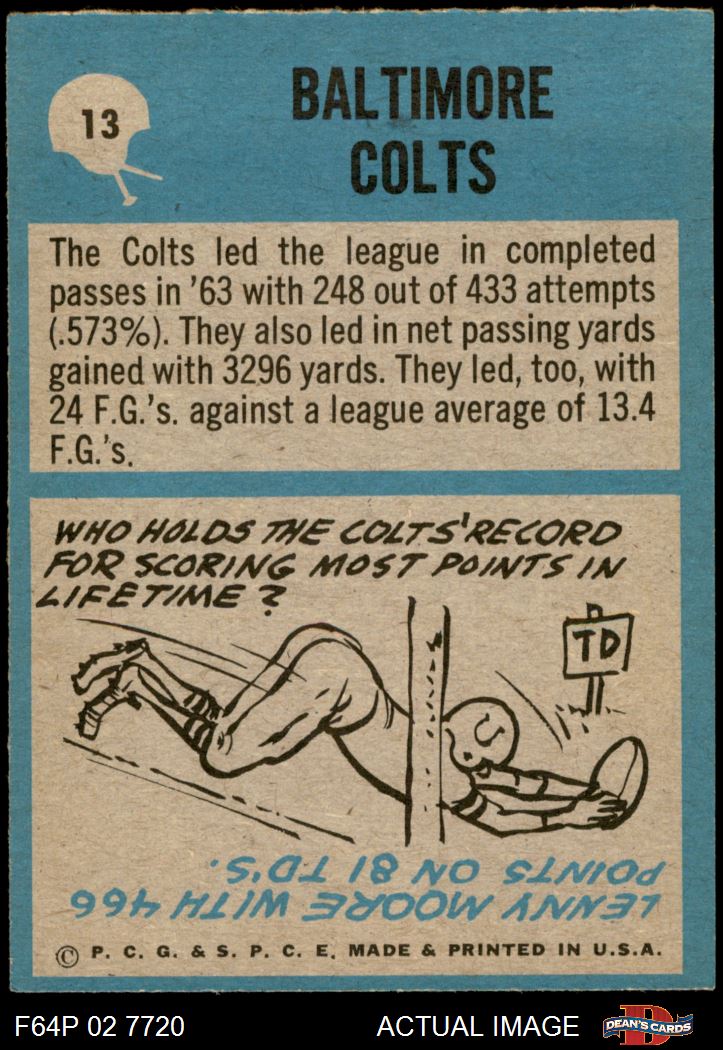 13
BALTIMORE
COLTS
The Colts led the league in completed
passes in '63 with 248 out of 433 attempts
(.573%). They also led in net passing yards
gained with 3296 yards. They led, too, with
24 F.G.'s. against a league average of 13.4
F.G.'s.
WHO HOLDS THE COLTS' RECORD
FOR SCORING MOST POINTS IN
LIFETIME?
TD
LENNY MOORE WITH 466
POINTS ON 81 TD'S.
© P. C. G. & S. P. C. E. MADE & PRINTED IN U.S.A.
F64P 02 7720
ACTUAL IMAGE
D
DEAN'S CARDS